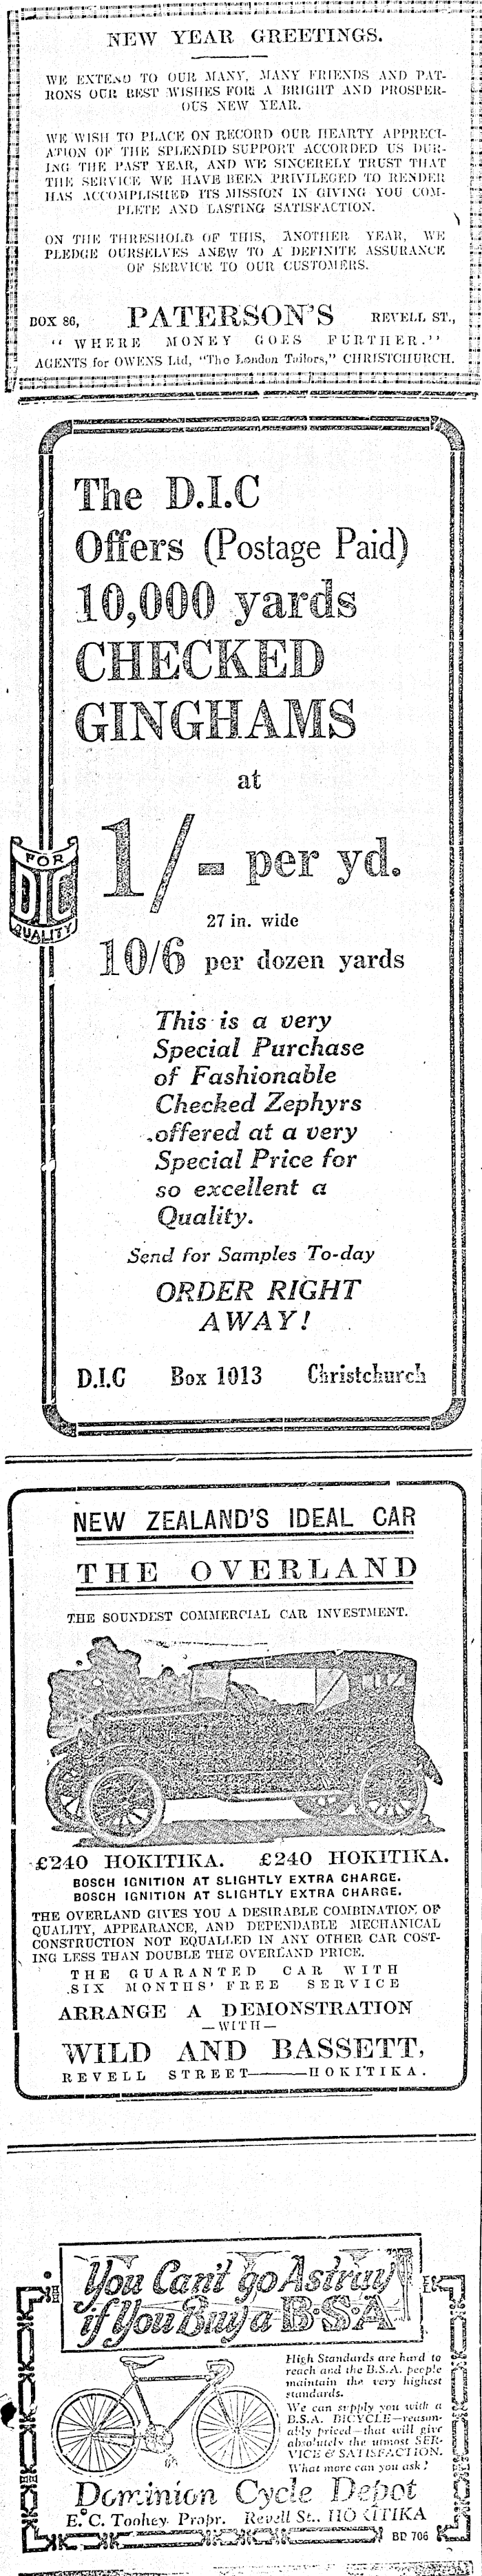 NEW YEAR GREETINGS.
WE EXTEND TO OUR MANY, MANY FRIENDS AND PAT-
RONS OUR BEST WISHES FOR A BRIGHT AND PROSPER-
OUS NEW YEAR.
WE WISH TO PLACE ON RECORD OUR HEARTY APPRECI-
ATION OF THE SPLENDID SUPPORT ACCORDED US DUR-
ING THE PAST YEAR, AND WE SINCERELY TRUST THAT
THE SERVICE WE HAVE BEEN PRIVILEGED TO RENDER
HAS ACCOMPLISHED ITS MISSION IN GIVING YOU COM-
PLETE AND LASTING SATISFACTION.
ON THE THRESHOLD OF THIS, ANOTHER YEAR, WE
PLEDGE OURSELVES ANEW TO A DEFINITE ASSURANCE
OF SERVICE TO OUR CUSTOMERS.
BOX 86, PATERSON'S REVELL ST.,
"WHERE MONEY GOES FURTHER."
AGENTS for OWENS Ltd, "The London Tailors," CHRISTCHURCH.
The D.I.C
Offers (Postage Paid)
10,000 yards
CHECKED
GINGHAMS
at
1/- per yd.
FOR
DIC
QUALITY
27 in. wide
10/6 per dozen yards
This is a very
Special Purchase
of Fashionable
Checked Zephyrs
offered at a very
Special Price for
so excellent a
Quality.
Send for Samples To-day
ORDER RIGHT
AWAY!
D.I.C Box 1013 Christchurch
NEW ZEALAND'S IDEAL CAR
THE OVERLAND
THE SOUNDEST COMMERCIAL CAR INVESTMENT.
£240 HOKITIKA. £240 HOKITIKA.
BOSCH IGNITION AT SLIGHTLY EXTRA CHARGE.
BOSCH IGNITION AT SLIGHTLY EXTRA CHARGE.
THE OVERLAND GIVES YOU A DESIRABLE COMBINATION OF
QUALITY, APPEARANCE, AND DEPENDABLE MECHANICAL
CONSTRUCTION NOT EQUALLED IN ANY OTHER CAR COST-
ING LESS THAN DOUBLE THE OVERLAND PRICE.
THE GUARANTED CAR WITH
SIX MONTHS' FREE SERVICE
ARRANGE A DEMONSTRATION
—WITH—
WILD AND BASSETT,
REVELL STREET——HOKITIKA.
You Can't go Astray
if You Buy a B.S.A.
High Standards are hard to
reach and the B.S.A. people
maintain the very highest
standards.
We can supply you with a
B.S.A. BICYCLE—reason-
ably priced—that will give
absolutely the utmost SER-
VICE & SATISFACTION.
What more can you ask?
Dominion Cycle Depot
E. C. Toohey Propr. Revell St., HOKITIKA
BD 706